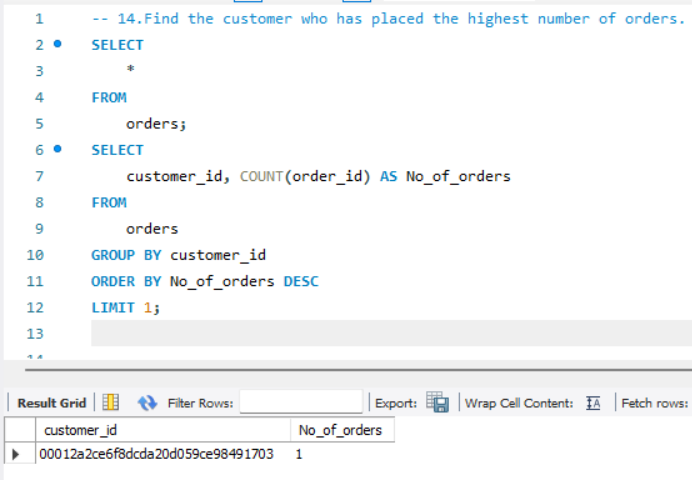 1 -- 14.Find the customer who has placed the highest number of orders.
2 SELECT
3 *
4 FROM
5 orders;
6 SELECT
7 customer_id, COUNT(order_id) AS No_of_orders
8 FROM
9 orders
10 GROUP BY customer_id
11 ORDER BY No_of_orders DESC
12 LIMIT 1;
13
14
Result Grid Filter Rows: Export: Wrap Cell Content: Fetch rows:
customer_id No_of_orders
00012a2ce6f8dcda20d059ce98491703 1